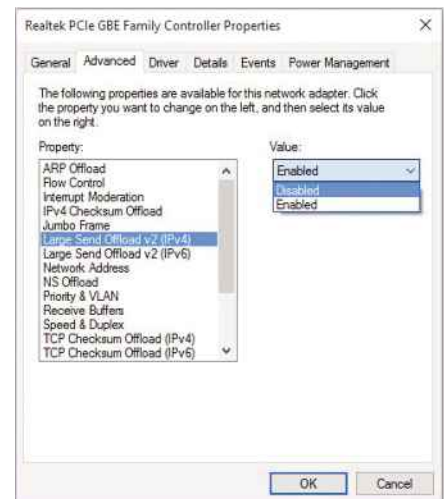 Realtek PCIe GBE Family Controller Properties
General Advanced Driver Details Events Power Management
The following properties are available for this network adapter. Click
the property you want to change on the left, and then select its value
on the right.
Property:
ARP Offload
Flow Control
Interrupt Moderation
IPv4 Checksum Offload
Jumbo Frame
Large Send Offload v2 (IPv4)
Large Send Offload v2 (IPv6)
Network Address
NS Offload
Priority & VLAN
Receive Buffers
Speed & Duplex
TCP Checksum Offload (IPv4)
TCP Checksum Offload (IPv6)
Value:
Enabled
Disabled
Enabled
OK Cancel